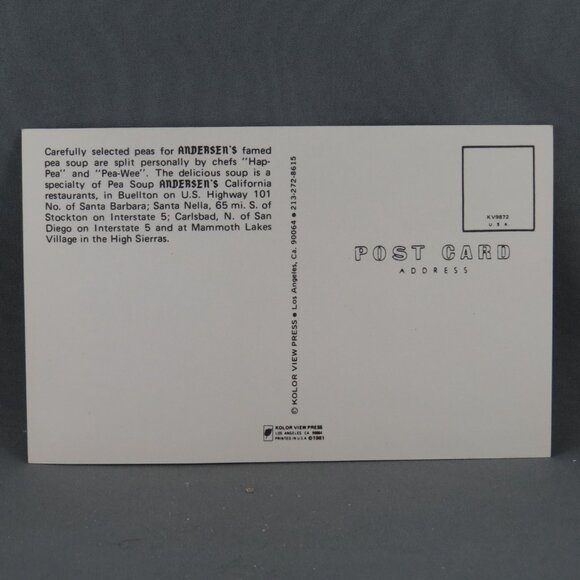 Carefully selected peas for ANDERSEN'S famed
pea soup are split personally by chefs "Hap-
Pea" and "Pea-Wee". The delicious soup is a
specialty of Pea Soup ANDERSEN'S California
restaurants, in Buellton on U.S. Highway 101
No. of Santa Barbara; Santa Nella, 65 mi. S. of
Stockton on Interstate 5; Carlsbad, N. of San
Diego on Interstate 5 and at Mammoth Lakes
Village in the High Sierras.
© KOLOR VIEW PRESS • Los Angeles, Ca. 90064 • 213-272-8615
KV9872
U S A
POST CARD
ADDRESS
KOLOR VIEW PRESS
LOS ANGELES, CA. 90064
PRINTED IN U.S.A. ©1981